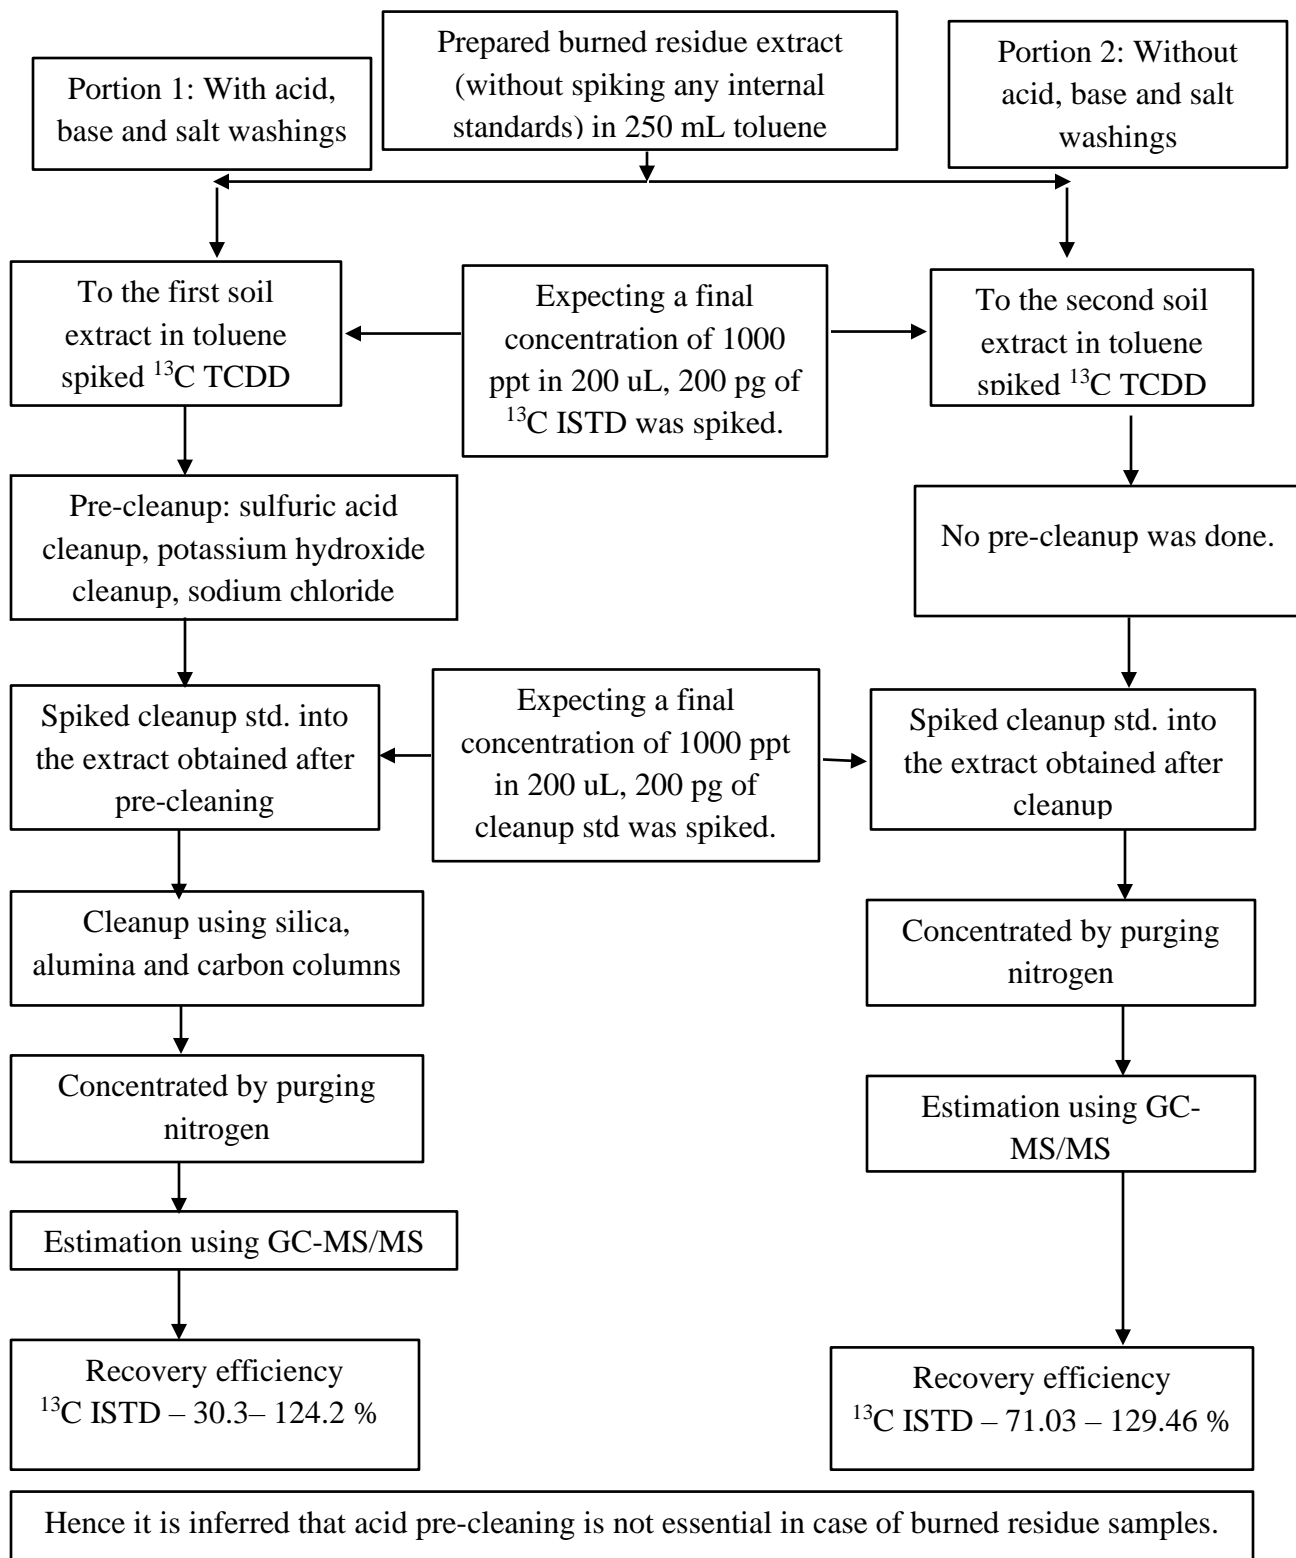 Portion 1: With acid,
base and salt washings
Prepared burned residue extract
(without spiking any internal
standards) in 250 mL toluene
Portion 2: Without
acid, base and salt
washings
To the first soil
extract in toluene
spiked ¹³C TCDD
Expecting a final
concentration of 1000
ppt in 200 uL, 200 pg of
¹³C ISTD was spiked.
To the second soil
extract in toluene
spiked ¹³C TCDD
Pre-cleanup: sulfuric acid
cleanup, potassium hydroxide
cleanup, sodium chloride
No pre-cleanup was done.
Spiked cleanup std. into
the extract obtained after
pre-cleaning
Expecting a final
concentration of 1000 ppt
in 200 uL, 200 pg of
cleanup std was spiked.
Spiked cleanup std. into
the extract obtained after
cleanup
Cleanup using silica,
alumina and carbon columns
Concentrated by purging
nitrogen
Concentrated by purging
nitrogen
Estimation using GC-
MS/MS
Estimation using GC-MS/MS
Recovery efficiency
¹³C ISTD – 30.3– 124.2 %
Recovery efficiency
¹³C ISTD – 71.03 – 129.46 %
Hence it is inferred that acid pre-cleaning is not essential in case of burned residue samples.